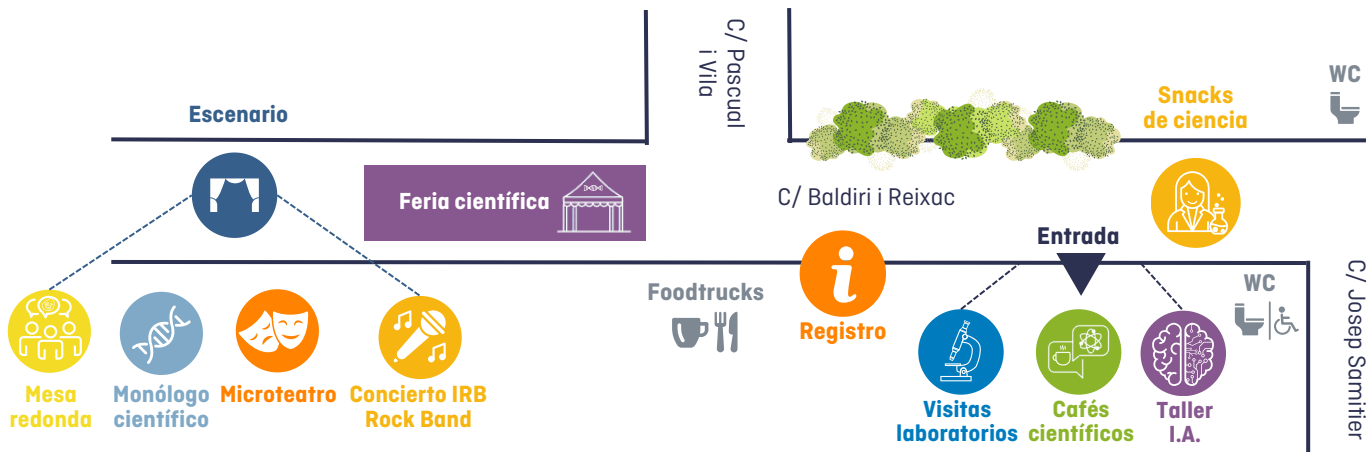 C/ Pascual
i Vila
WC
Snacks
de ciencia
Escenario
Feria científica
C/ Baldiri i Reixac
Entrada
Foodtrucks
i
Registro
WC
C/ Josep Samitier
Mesa
redonda
Monólogo
científico
Microteatro
Concierto IRB
Rock Band
Visitas
laboratorios
Cafés
científicos
Taller
I.A.